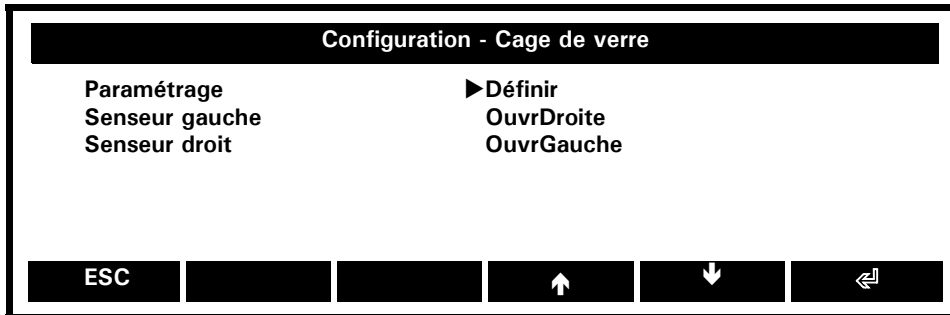 Configuration - Cage de verre
Paramétrage ▶Définir
Senseur gauche OuvrDroite
Senseur droit OuvrGauche
ESC